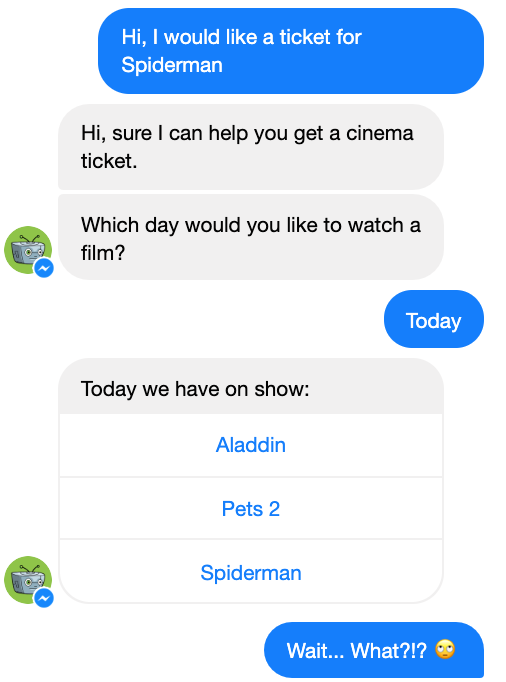 Hi, I would like a ticket for
Spiderman
Hi, sure I can help you get a cinema
ticket.
Which day would you like to watch a
film?
Today
Today we have on show:
Aladdin
Pets 2
Spiderman
Wait... What?!? 🙄